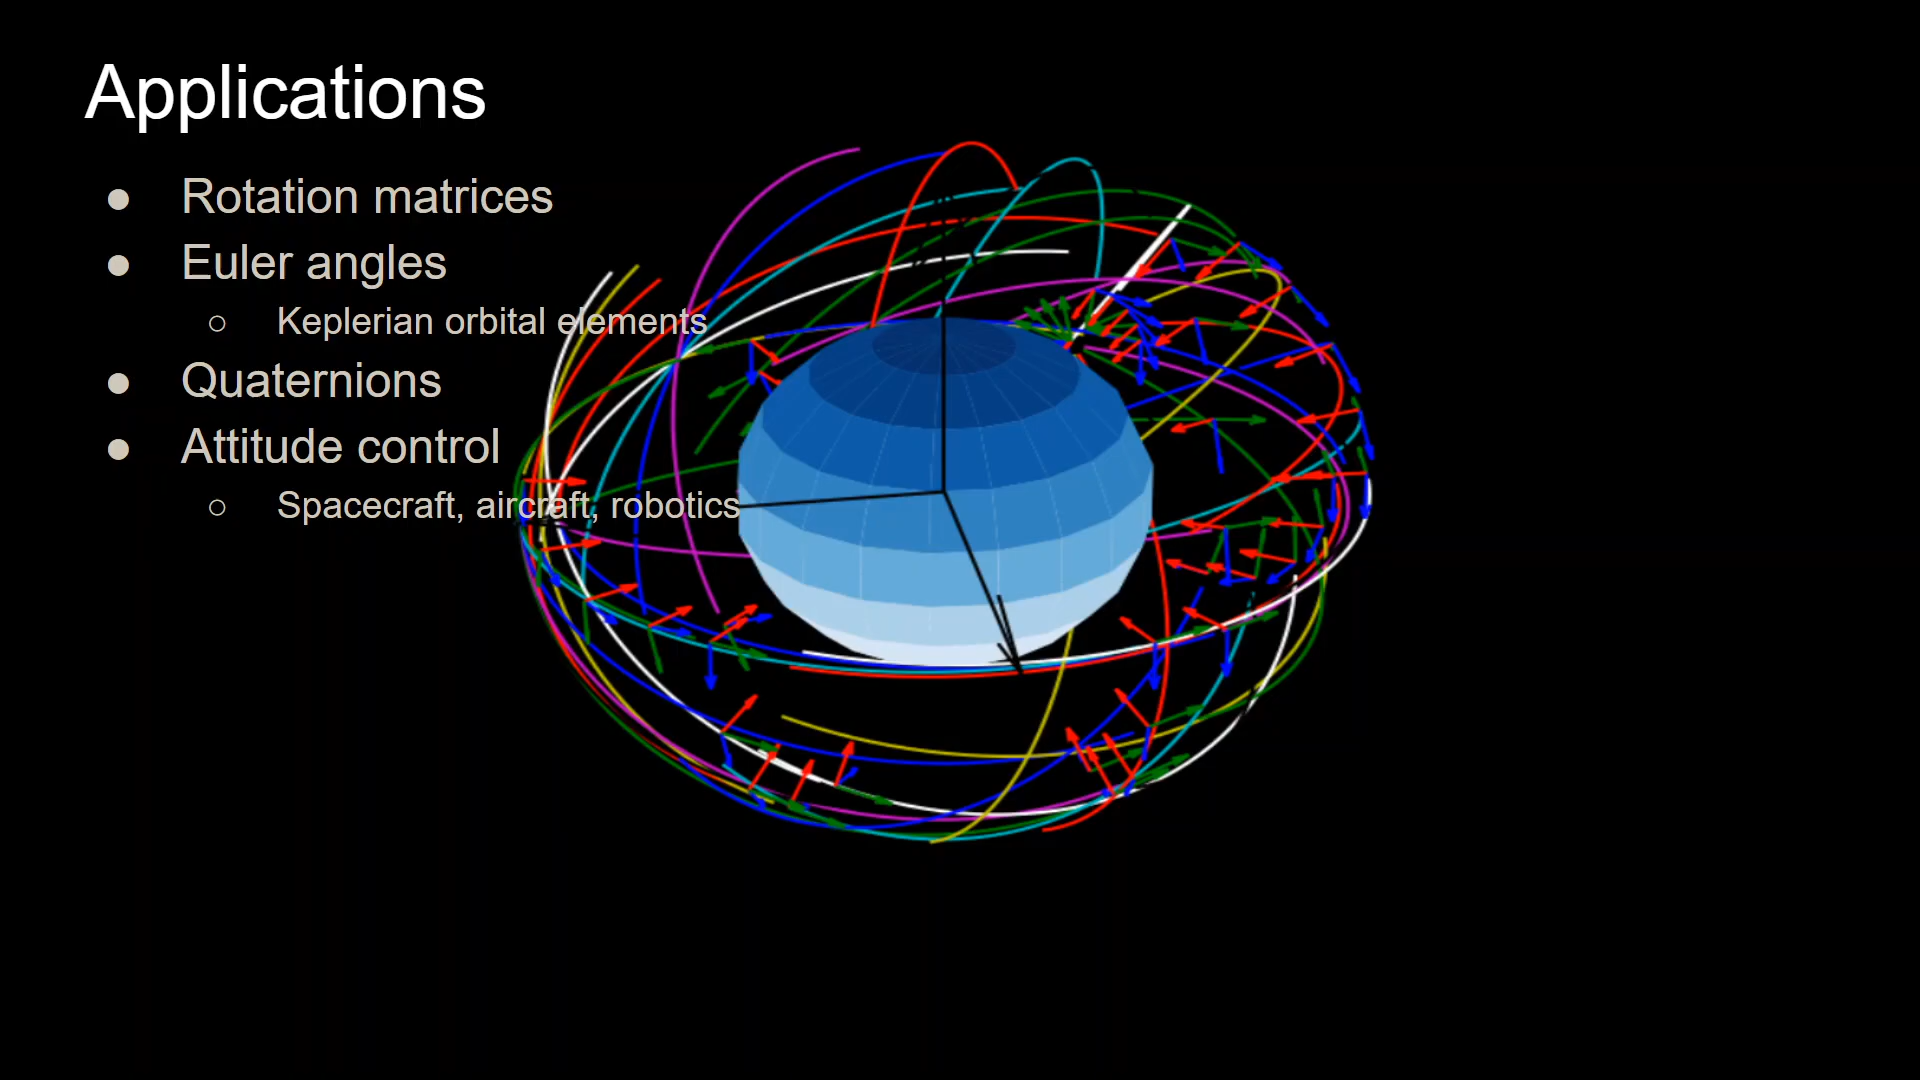 Applications
● Rotation matrices
● Euler angles
○ Keplerian orbital elements
● Quaternions
● Attitude control
○ Spacecraft, aircraft, robotics